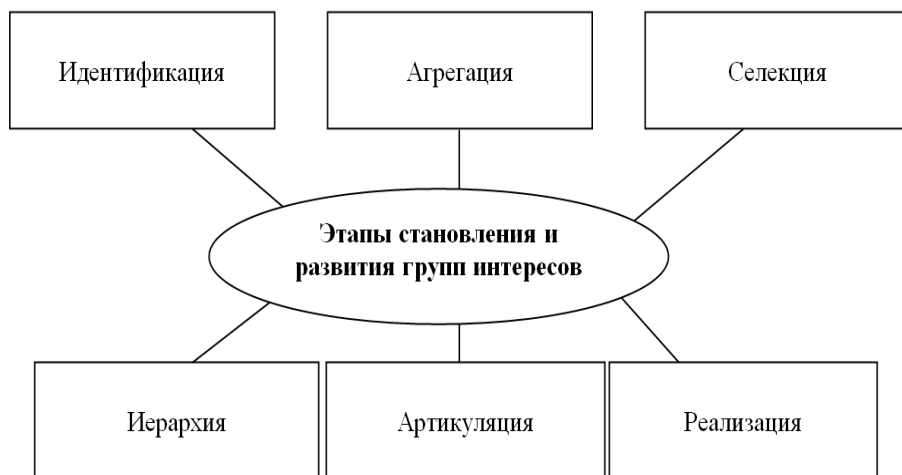 Идентификация
Агрегация
Селекция
Этапы становления и
развития групп интересов
Иерархия
Артикуляция
Реализация